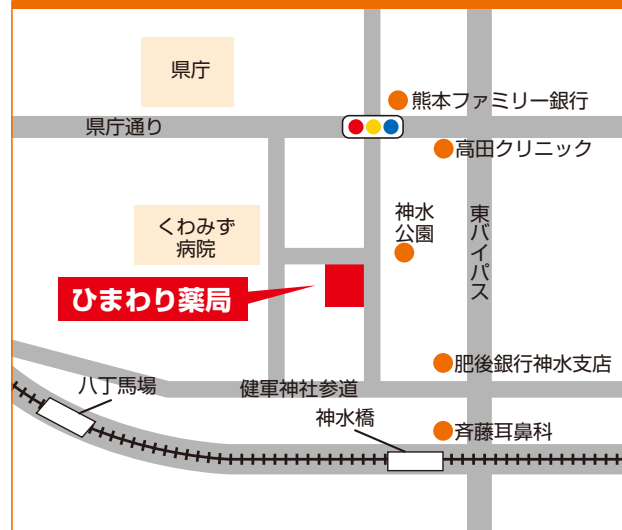 県庁
熊本ファミリー銀行
県庁通り
高田クリニック
くわみず
病院
神水
公園
東バイパス
ひまわり薬局
肥後銀行神水支店
八丁馬場
健軍神社参道
神水橋
斉藤耳鼻科